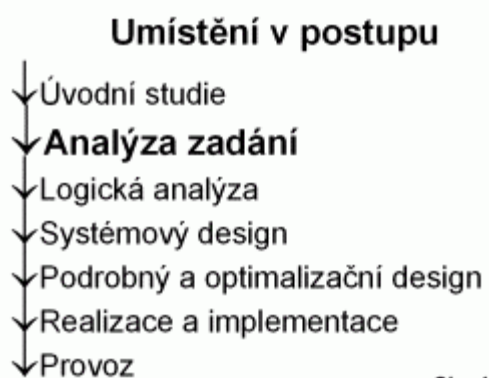 Umístění v postupu
Úvodní studie
Analýza zadání
Logická analýza
Systémový design
Podrobný a optimalizační design
Realizace a implementace
Provoz